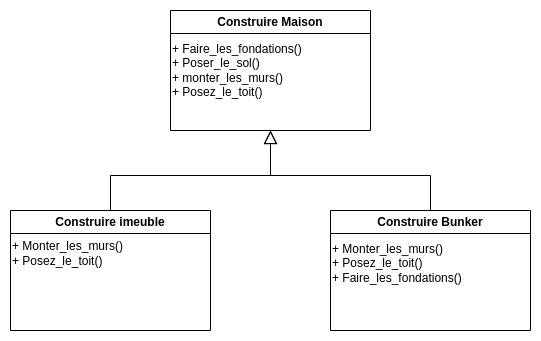 Construire Maison
+ Faire_les_fondations()
+ Poser_le_sol()
+ monter_les_murs()
+ Posez_le_toit()
Construire imeuble
+ Monter_les_murs()
+ Posez_le_toit()
Construire Bunker
+ Monter_les_murs()
+ Posez_le_toit()
+ Faire_les_fondations()